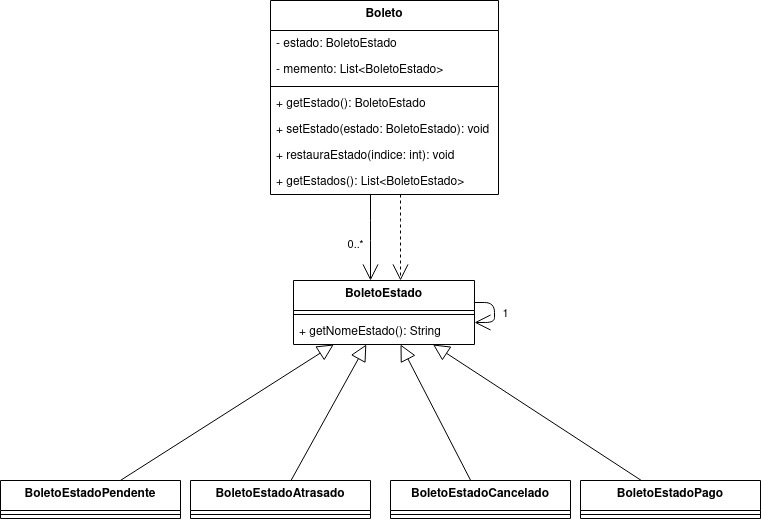 Boleto
- estado: BoletoEstado
- memento: List<BoletoEstado>
+ getEstado(): BoletoEstado
+ setEstado(estado: BoletoEstado): void
+ restauraEstado(indice: int): void
+ getEstados(): List<BoletoEstado>
0..*
BoletoEstado
+ getNomeEstado(): String
1
BoletoEstadoPendente
BoletoEstadoAtrasado
BoletoEstadoCancelado
BoletoEstadoPago